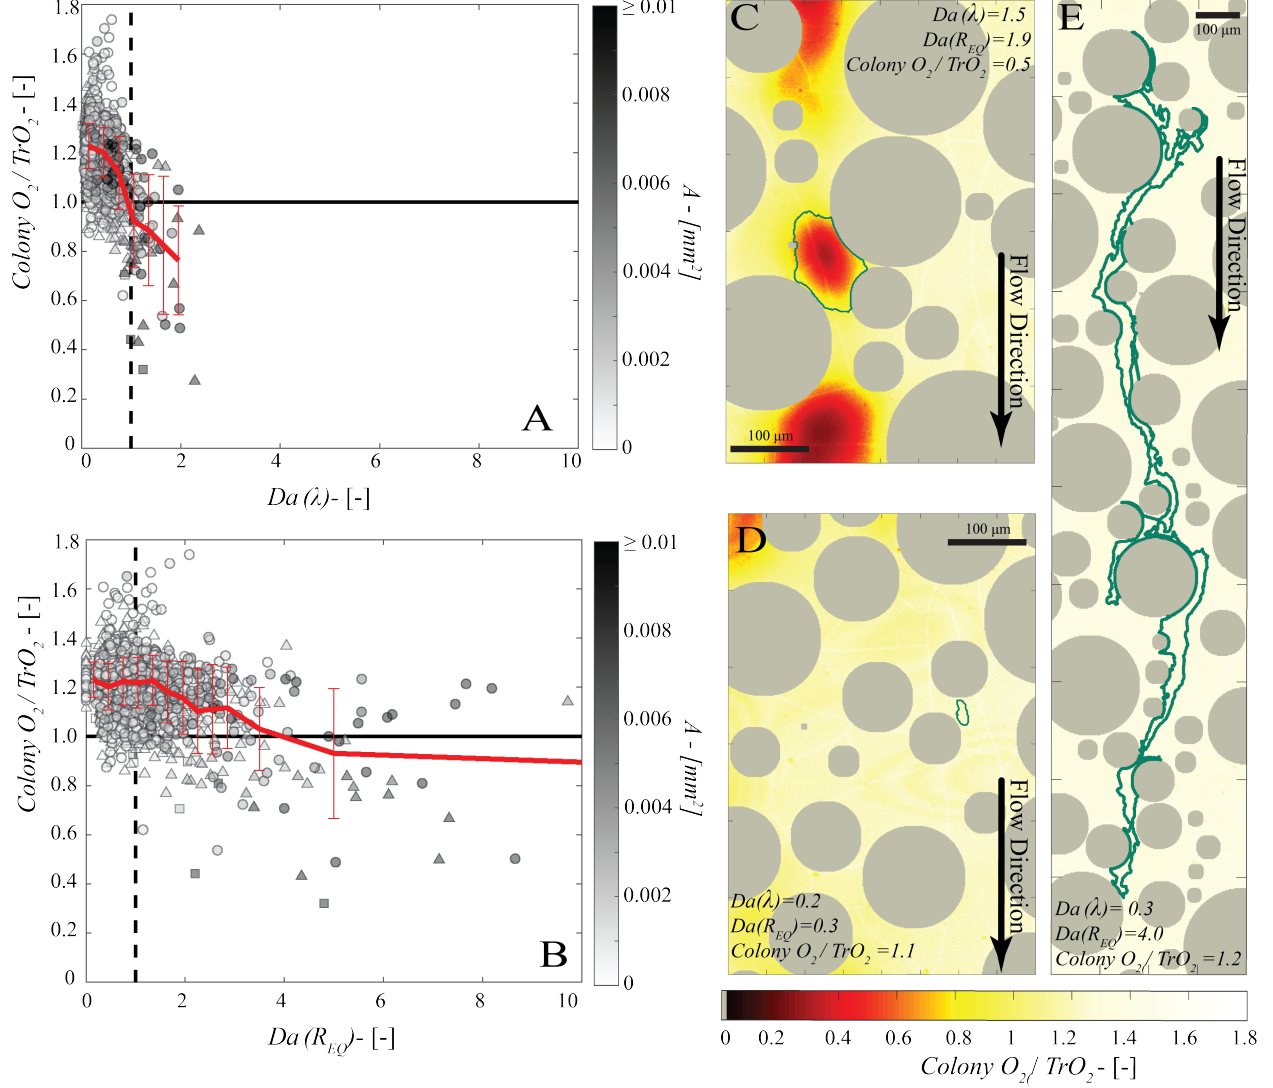 1.8
1.6
1.4
1.2
1.0
0.8
0.6
0.4
0.2
0
Colony O2/TrO2 - [-]
0 2 4 6 8 10
Da (λ)- [-]
A
≥ 0.01
0.008
0.006
0.004
0.002
0
A - [mm²]
1.8
1.6
1.4
1.2
1.0
0.8
0.6
0.4
0.2
0
Colony O2/TrO2 - [-]
0 2 4 6 8 10
Da (REQ)- [-]
B
≥ 0.01
0.008
0.006
0.004
0.002
0
A - [mm²]
C
Da (λ)=1.5
Da(REQ)=1.9
Colony O2/ TrO2 =0.5
Flow Direction
100 μm
D
100 μm
Flow Direction
Da(λ)=0.2
Da(REQ)=0.3
Colony O2/ TrO2 =1.1
E
100 μm
Flow Direction
Da (λ)= 0.3
Da(REQ)=4.0
Colony O2/ TrO2 =1.2
0 0.2 0.4 0.6 0.8 1 1.2 1.4 1.6 1.8
Colony O2/ TrO2 - [-]